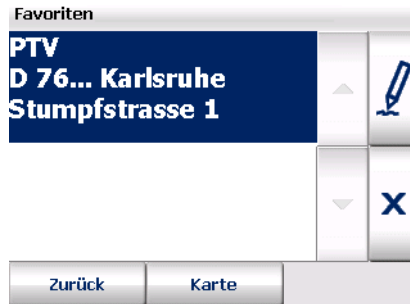 Favoriten
PTV
D 76... Karlsruhe
Stumpfstrasse 1
X
Zurück
Karte